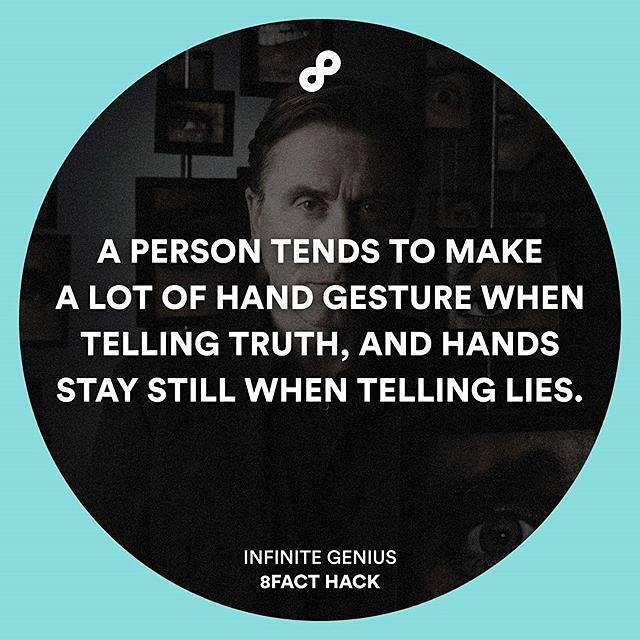 A PERSON TENDS TO MAKE
A LOT OF HAND GESTURE WHEN
TELLING TRUTH, AND HANDS
STAY STILL WHEN TELLING LIES.
INFINITE GENIUS
8FACT HACK